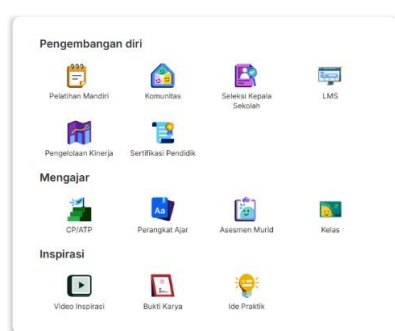 Pengembangan diri
Pelatihan Mandiri
Komunitas
Seleksi Kepala
Sekolah
LMS
Pengelolaan Kinerja
Sertifikasi Pendidik
Mengajar
CP/ATP
Aa
Perangkat Ajar
Asesmen Murid
Kelas
Inspirasi
Video Inspirasi
Bukti Karya
Ide Praktik